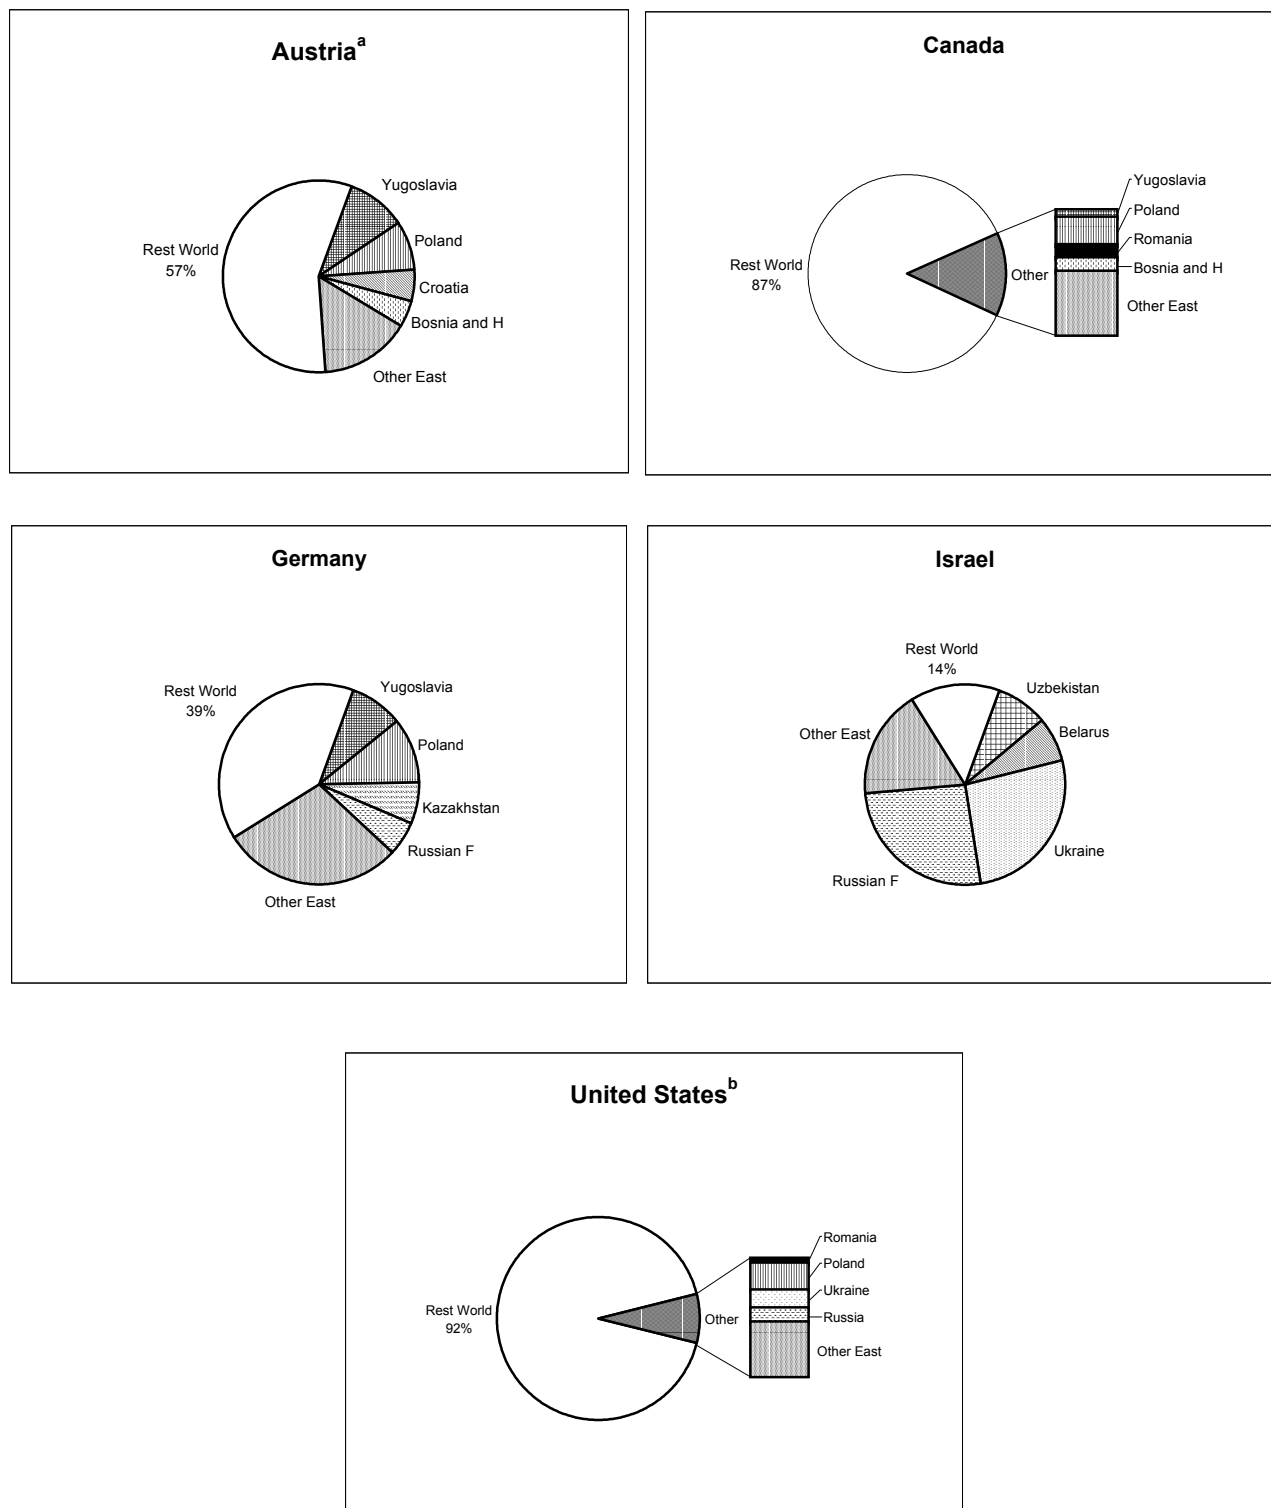 Austria^a
Yugoslavia
Rest World
57%
Poland
Croatia
Bosnia and H
Other East
Canada
Yugoslavia
Poland
Romania
Rest World
87%
Other
Bosnia and H
Other East
Germany
Yugoslavia
Rest World
39%
Poland
Kazakhstan
Russian F
Other East
Israel
Rest World
14%
Uzbekistan
Other East
Belarus
Ukraine
Russian F
United States^b
Romania
Poland
Ukraine
Rest World
92%
Other
Russia
Other East